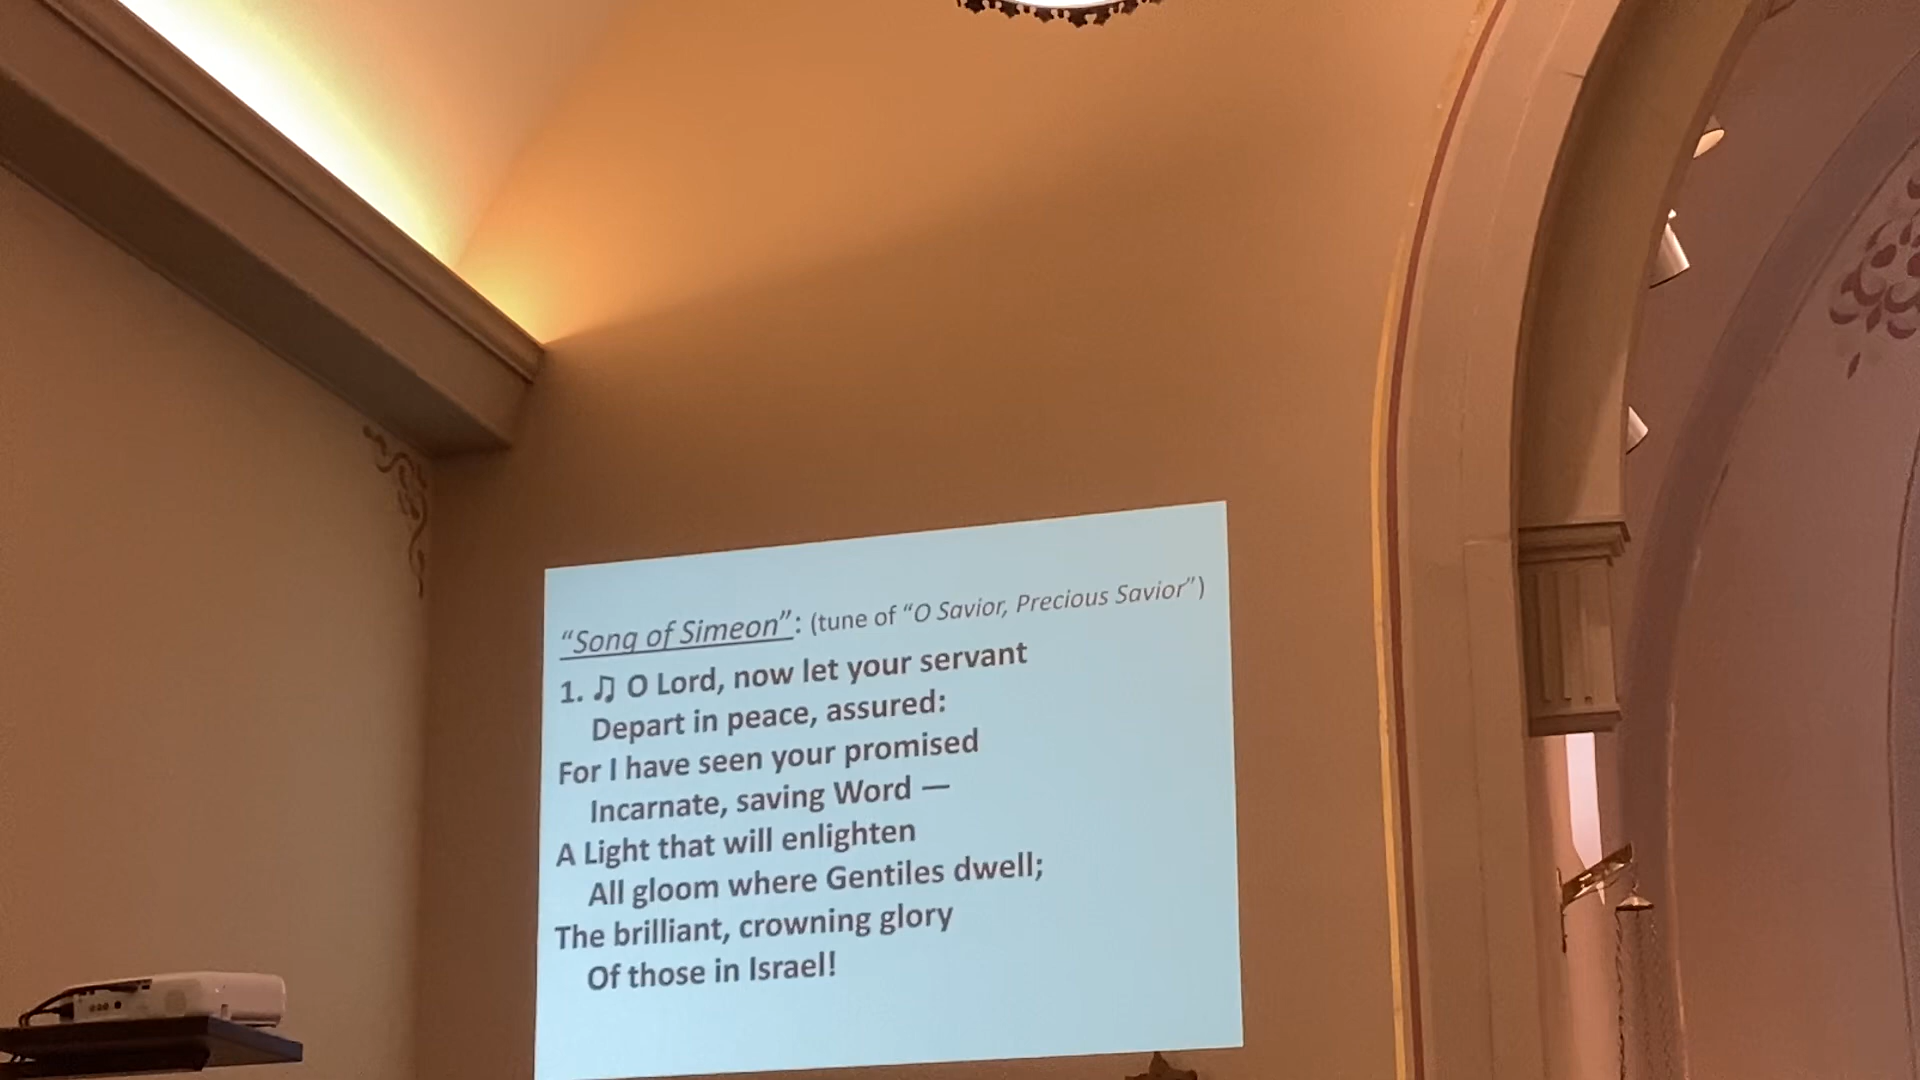 “Song of Simeon”: (tune of “O Savior, Precious Savior”)
1. ♫ O Lord, now let your servant
Depart in peace, assured:
For I have seen your promised
Incarnate, saving Word —
A Light that will enlighten
All gloom where Gentiles dwell;
The brilliant, crowning glory
Of those in Israel!